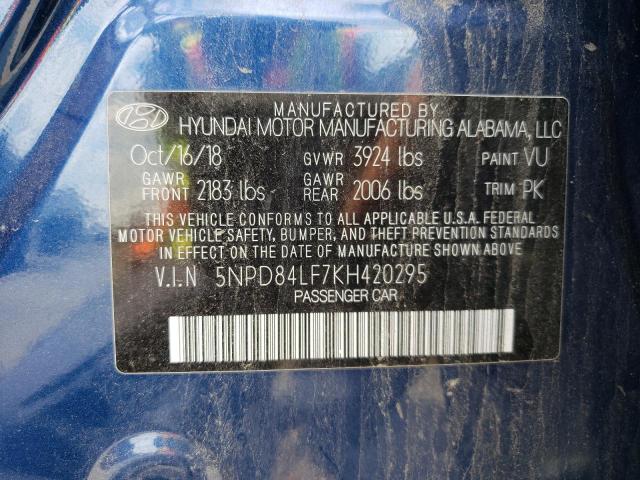 MANUFACTURED BY
HYUNDAI MOTOR MANUFACTURING ALABAMA, LLC
Oct/16/18 GVWR 3924 lbs PAINT VU
GAWR FRONT 2183 lbs GAWR REAR 2006 lbs TRIM PK
THIS VEHICLE CONFORMS TO ALL APPLICABLE U.S.A. FEDERAL
MOTOR VEHICLE SAFETY, BUMPER, AND THEFT PREVENTION STANDARDS
IN EFFECT ON THE DATE OF MANUFACTURE SHOWN ABOVE.
V.I.N 5NPD84LF7KH420295
PASSENGER CAR